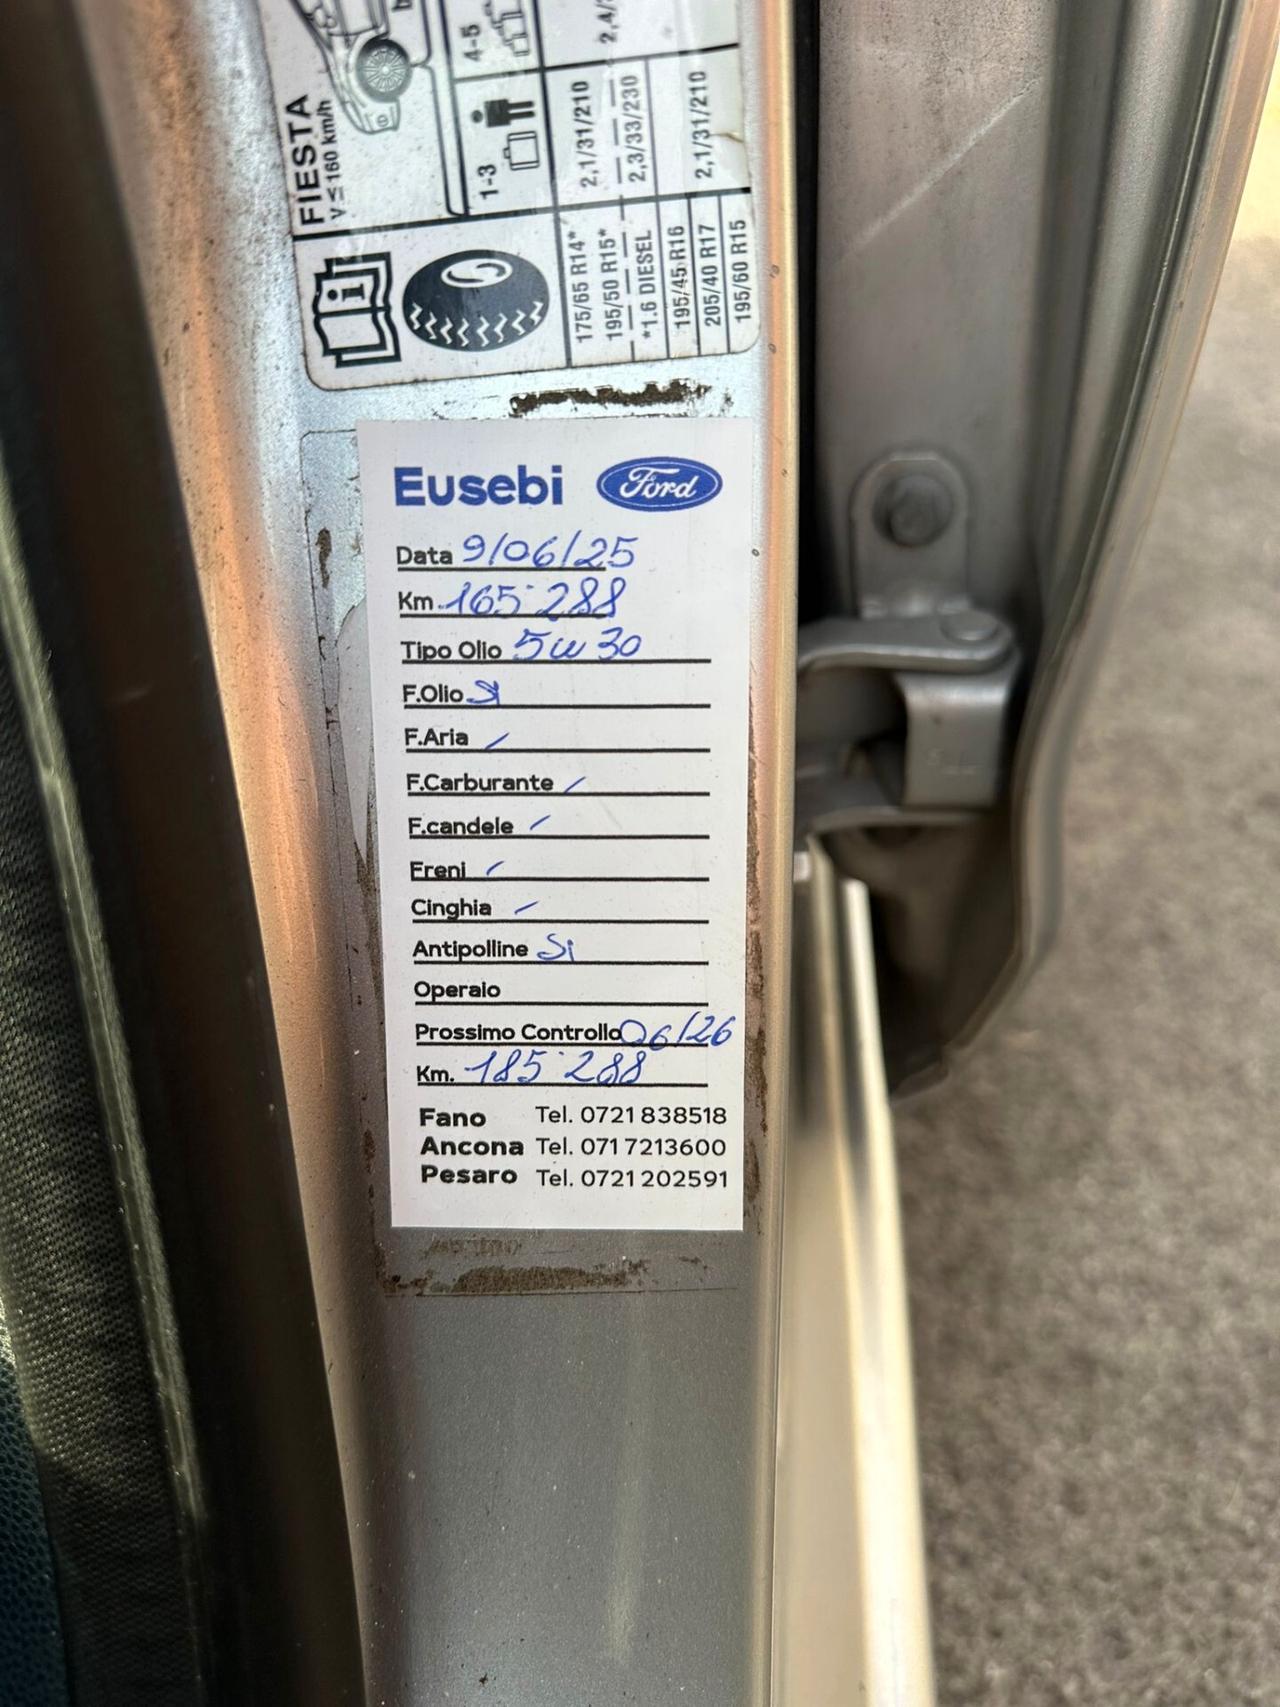 FIESTA
V ≤ 160 km/h
4-5
1-3
2,1/31/210
2,3/33/230
2,1/31/210
175/65 R14*
195/50 R15*
*1.6 DIESEL
195/45 R16
205/40 R17
195/60 R15
Eusebi Ford
Data 9/06/25
Km. 165˙288
Tipo Olio 5w30
F.Olio Si
F.Aria /
F.Carburante /
F.candele /
Freni /
Cinghia /
Antipolline Si
Operaio
Prossimo Controllo 06/26
Km. 185˙288
Fano Tel. 0721 838518
Ancona Tel. 071 7213600
Pesaro Tel. 0721 202591